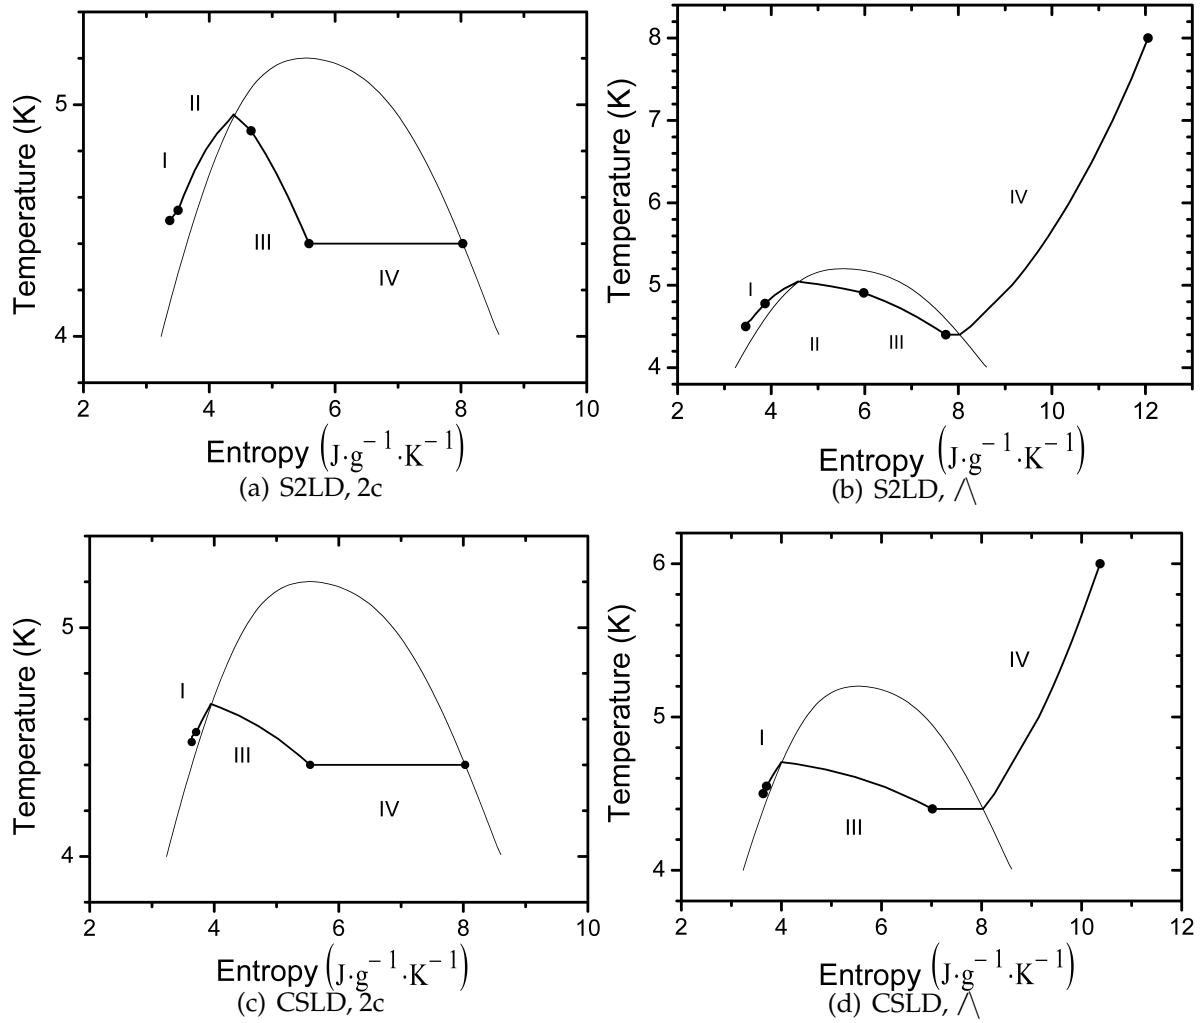 5
4
2
4
6
8
10
Temperature (K)
II
I
III
IV
Entropy (J·g⁻¹·K⁻¹)
(a) S2LD, 2c
8
7
6
5
4
2
4
6
8
10
12
Temperature (K)
IV
I
II
III
Entropy (J·g⁻¹·K⁻¹)
(b) S2LD, /\
5
4
2
4
6
8
10
Temperature (K)
I
III
IV
Entropy (J·g⁻¹·K⁻¹)
(c) CSLD, 2c
6
5
4
2
4
6
8
10
12
Temperature (K)
IV
I
III
Entropy (J·g⁻¹·K⁻¹)
(d) CSLD, /\